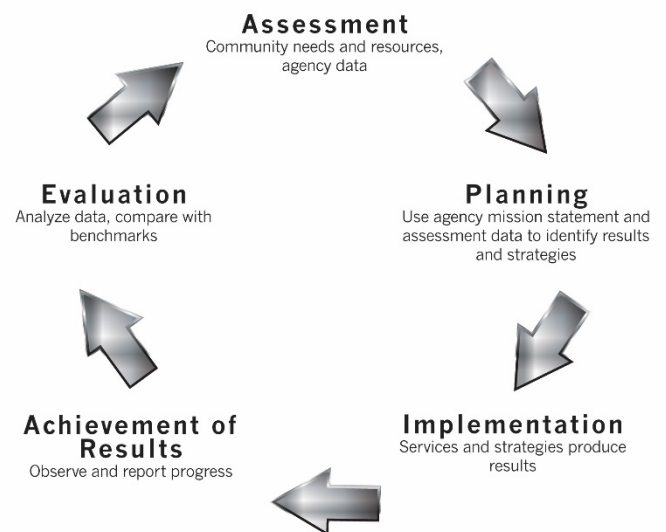 Assessment
Community needs and resources,
agency data
Evaluation
Analyze data, compare with
benchmarks
Planning
Use agency mission statement and
assessment data to identify results
and strategies
Achievement of
Results
Observe and report progress
Implementation
Services and strategies produce
results